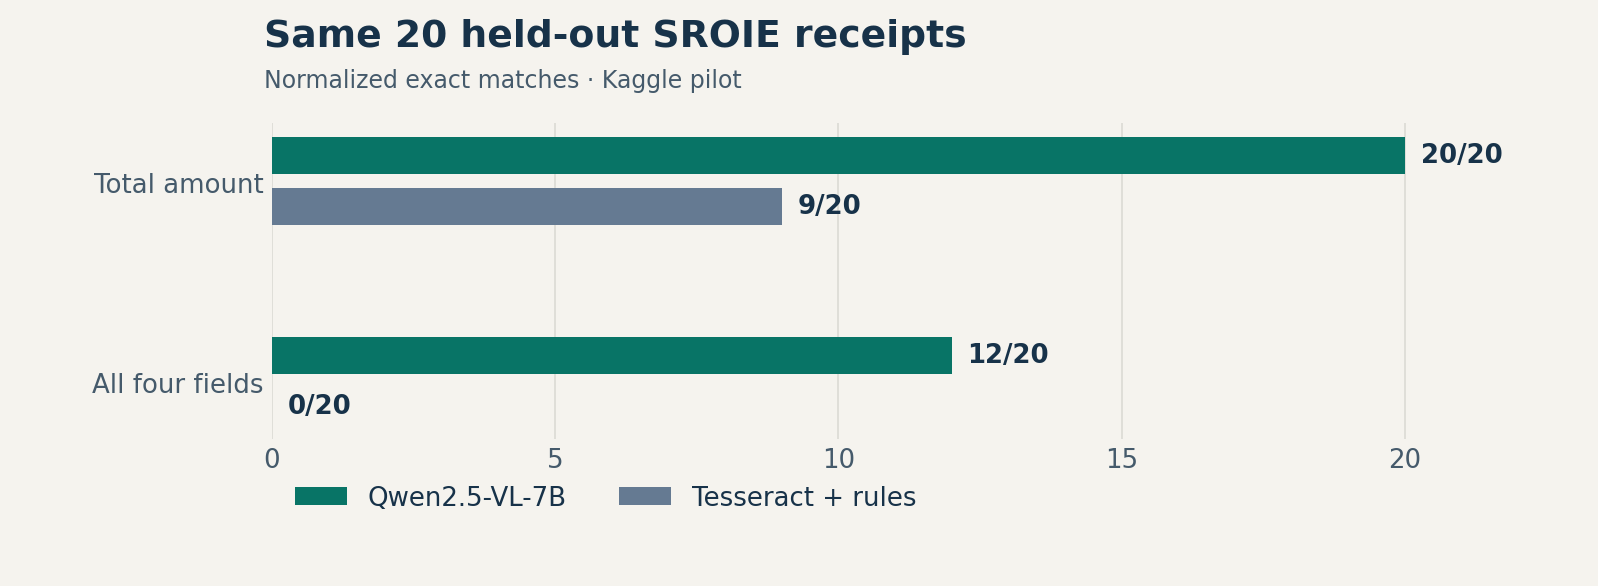 Same 20 held-out SROIE receipts
Normalized exact matches · Kaggle pilot
Total amount
20/20
9/20
All four fields
12/20
0/20
0 5 10 15 20
Qwen2.5-VL-7B Tesseract + rules